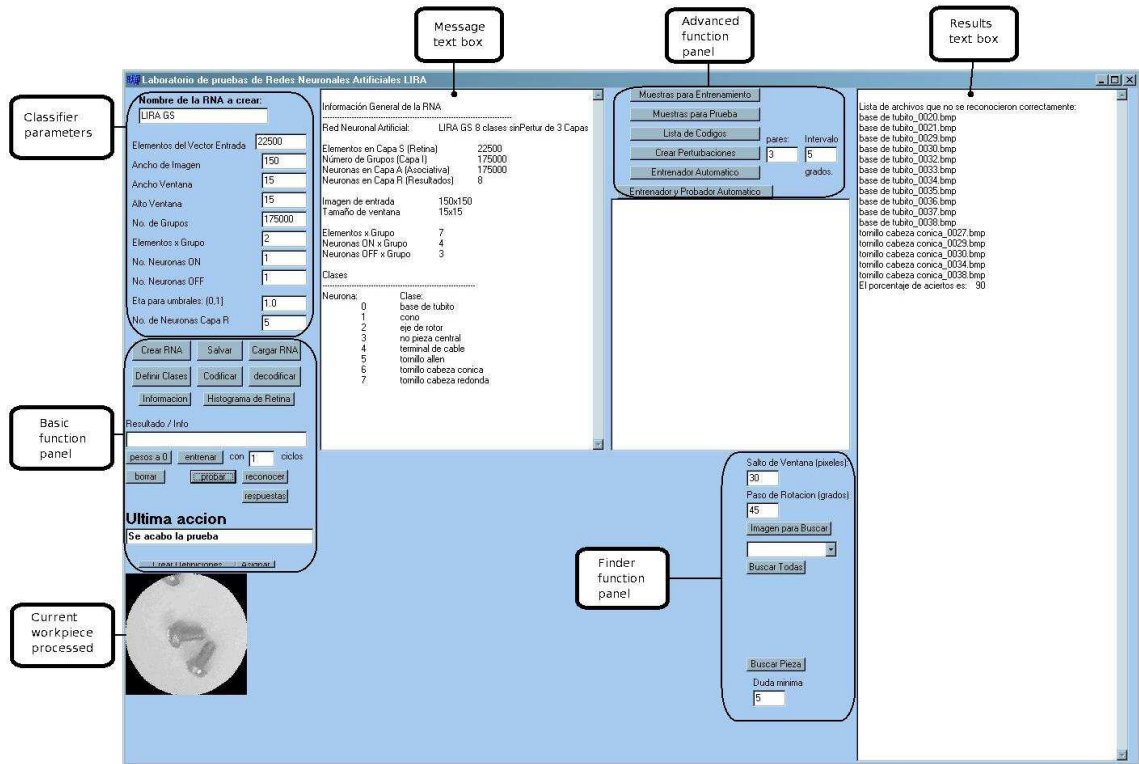 Message
text box
Advanced
function
panel
Results
text box
Classifier
parameters
Basic
function
panel
Current
workpiece
processed
Finder
function
panel
Laboratorio de pruebas de Redes Neuronales Artificiales LIRA
Nombre de la RNA a crear:
LIRA GS
Elementos del Vector Entrada 22500
Ancho de Imagen 150
Ancho Ventana 15
Alto Ventana 15
No. de Grupos 175000
Elementos x Grupo 2
No. Neuronas ON 1
No. Neuronas OFF 1
Eta para umbrales: (0,1] 1.0
No. de Neuronas Capa R 5
Crear RNA Salvar Cargar RNA
Definir Clases Codificar decodificar
Informacion Histograma de Retina
Resultado / Info
pesos a 0 entrenar con 1 ciclos
borrar probar reconocer
respuestas
Ultima accion
Se acabo la prueba
Crear Definiciones Asignar
Información General de la RNA
Red Neuronal Artificial: LIRA GS 8 clases sinPertur de 3 Capas
Elementos en Capa S (Retina) 22500
Número de Grupos (Capa I) 175000
Neuronas en Capa A (Asociativa) 175000
Neuronas en Capa R (Resultados) 8
Imagen de entrada 150x150
Tamaño de ventana 15x15
Elementos x Grupo 7
Neuronas ON x Grupo 4
Neuronas OFF x Grupo 3
Clases
Neurona: Clase:
0 base de tubito
1 cono
2 eje de rotor
3 no pieza central
4 terminal de cable
5 tornillo allen
6 tornillo cabeza conica
7 tornillo cabeza redonda
Muestras para Entrenamiento
Muestras para Prueba
Lista de Codigos
Crear Perturbaciones
Entrenador Automatico
Entrenador y Probador Automatico
pares: Intervalo
3 5
grados.
Salto de Ventana (pixeles):
30
Paso de Rotacion (grados)
45
Imagen para Buscar
Buscar Todas
Buscar Pieza
Duda minima
5
Lista de archivos que no se reconocieron correctamente:
base de tubito_0020.bmp
base de tubito_0021.bmp
base de tubito_0029.bmp
base de tubito_0030.bmp
base de tubito_0032.bmp
base de tubito_0033.bmp
base de tubito_0034.bmp
base de tubito_0035.bmp
base de tubito_0036.bmp
base de tubito_0037.bmp
base de tubito_0038.bmp
tornillo cabeza conica_0027.bmp
tornillo cabeza conica_0029.bmp
tornillo cabeza conica_0030.bmp
tornillo cabeza conica_0034.bmp
tornillo cabeza conica_0038.bmp
El porcentaje de aciertos es: 90